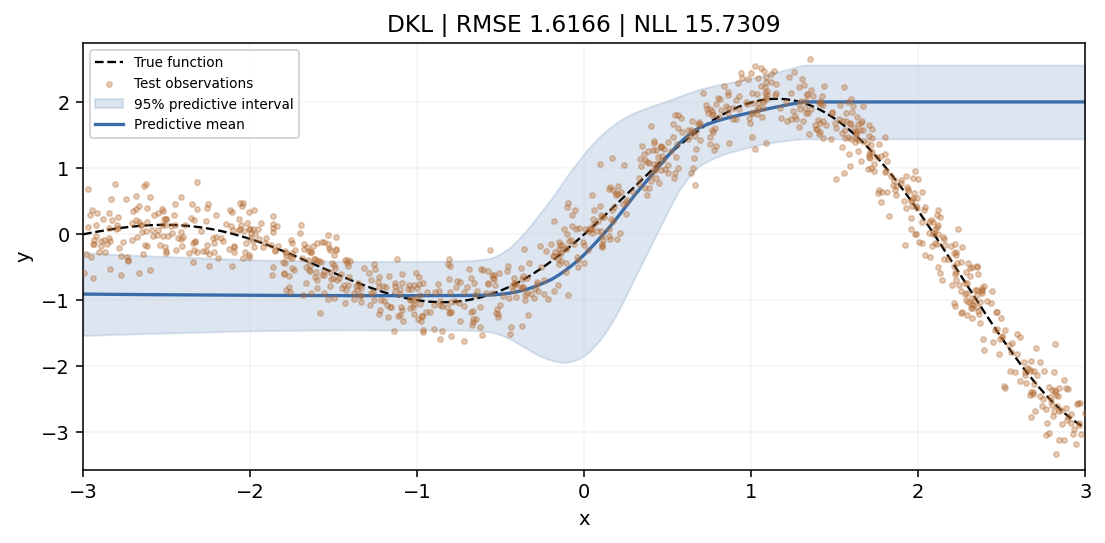 DKL | RMSE 1.6166 | NLL 15.7309
True function
Test observations
95% predictive interval
Predictive mean
y
2
1
0
−1
−2
−3
−3 −2 −1 0 1 2 3
x